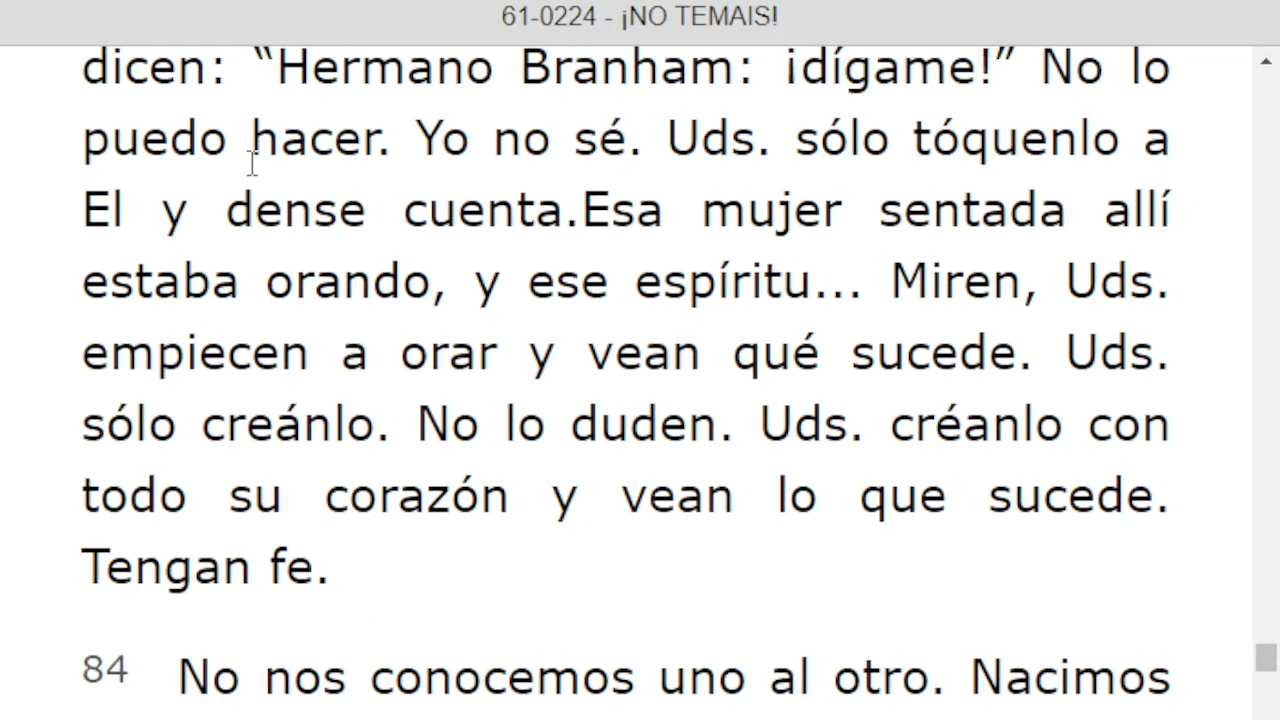 61-0224 - ¡NO TEMAIS!
dicen: “Hermano Branham: ¡dígame!” No lo
puedo hacer. Yo no sé. Uds. sólo tóquenlo a
El y dense cuenta.Esa mujer sentada allí
estaba orando, y ese espíritu... Miren, Uds.
empiecen a orar y vean qué sucede. Uds.
sólo creánlo. No lo duden. Uds. créanlo con
todo su corazón y vean lo que sucede.
Tengan fe.
84 No nos conocemos uno al otro. Nacimos